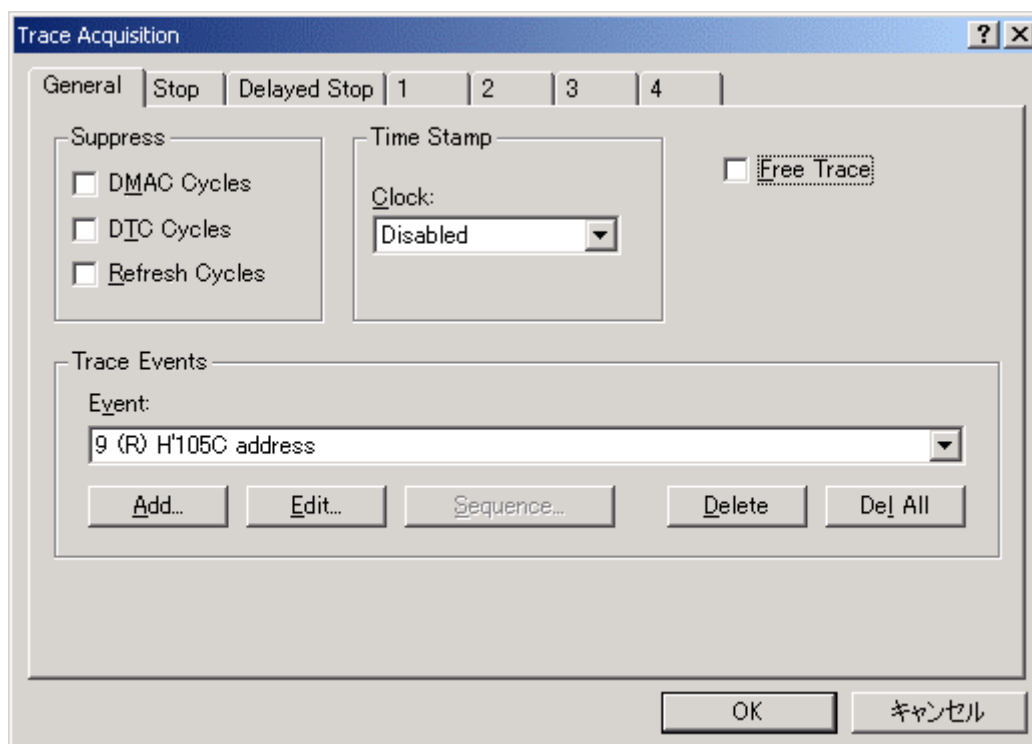 Trace Acquisition
General Stop Delayed Stop 1 2 3 4
Suppress
DMAC Cycles
DTC Cycles
Refresh Cycles
Time Stamp
Clock:
Disabled
Free Trace
Trace Events
Event:
9 (R) H'105C address
Add... Edit... Sequence... Delete Del All
OK キャンセル